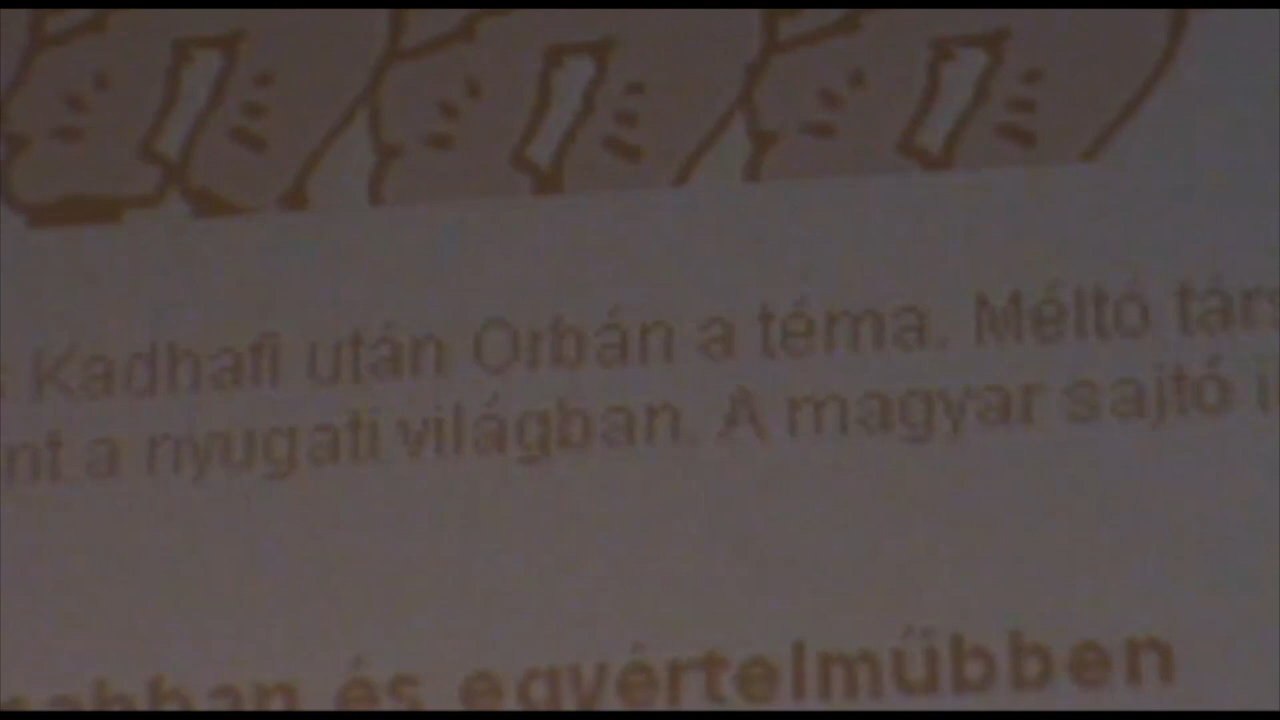 Kadhafi után Orbán a téma. Méltó
a nyugati világban. A magyar sajtó
és egyértelműbben